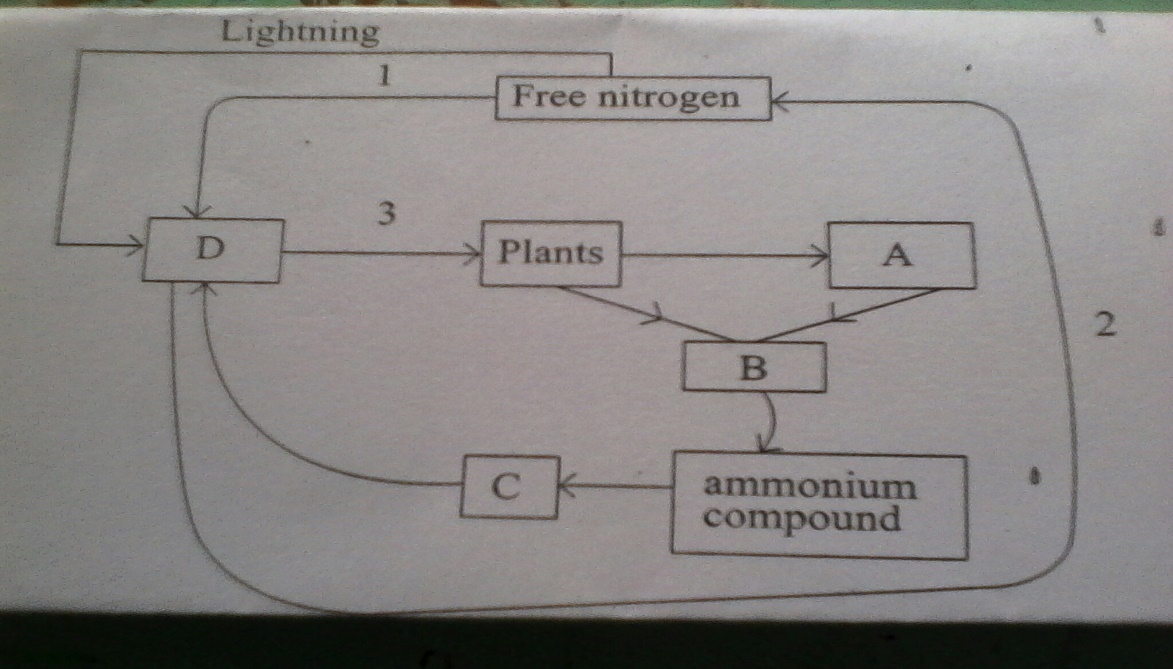 Lightning
1
Free nitrogen
3
D
Plants
A
2
B
C
ammonium
compound